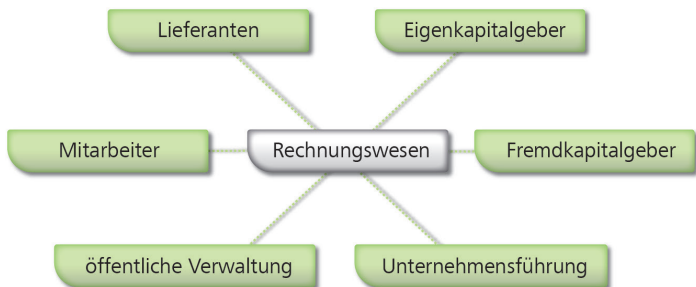 Lieferanten
Eigenkapitalgeber
Mitarbeiter
Rechnungswesen
Fremdkapitalgeber
öffentliche Verwaltung
Unternehmensführung